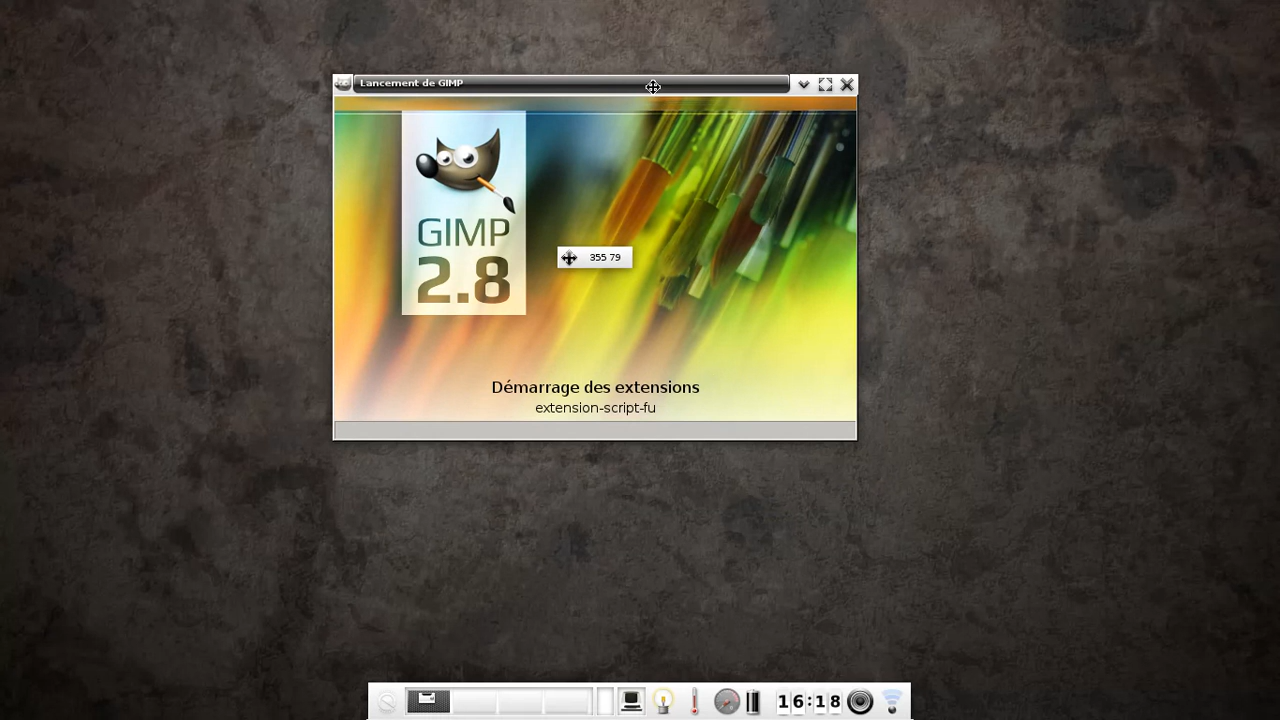 Lancement de GIMP
GIMP
2.8
355 79
Démarrage des extensions
extension-script-fu
16:18